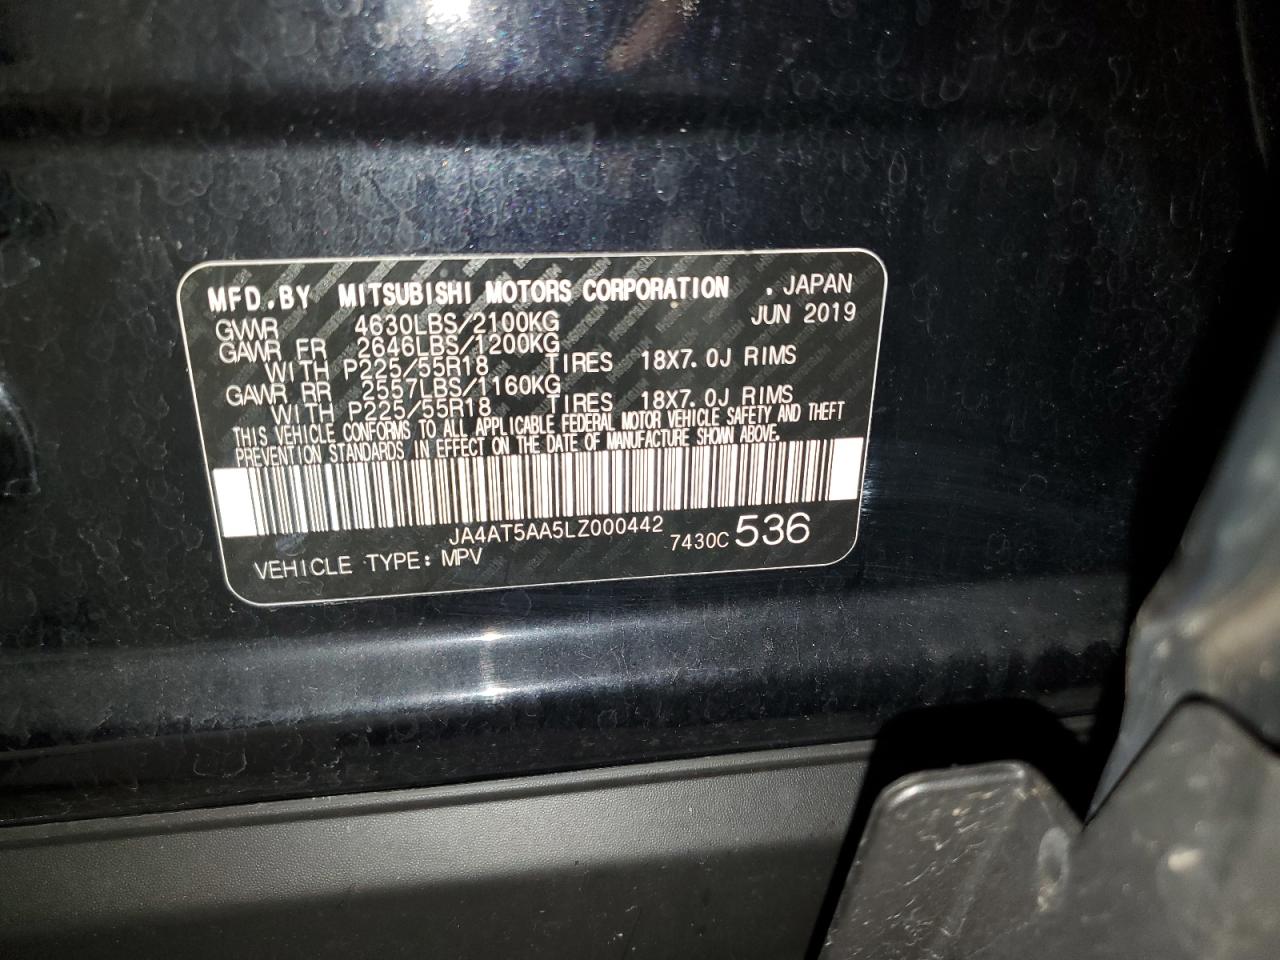 MFD.BY MITSUBISHI MOTORS CORPORATION . JAPAN
GVWR 4630LBS/2100KG JUN 2019
GAWR FR 2646LBS/1200KG
WITH P225/55R18 TIRES 18X7.0J RIMS
GAWR RR 2557LBS/1160KG
WITH P225/55R18 TIRES 18X7.0J RIMS
THIS VEHICLE CONFORMS TO ALL APPLICABLE FEDERAL MOTOR VEHICLE SAFETY AND THEFT
PREVENTION STANDARDS IN EFFECT ON THE DATE OF MANUFACTURE SHOWN ABOVE.
JA4AT5AA5LZ000442
7430C 536
VEHICLE TYPE: MPV